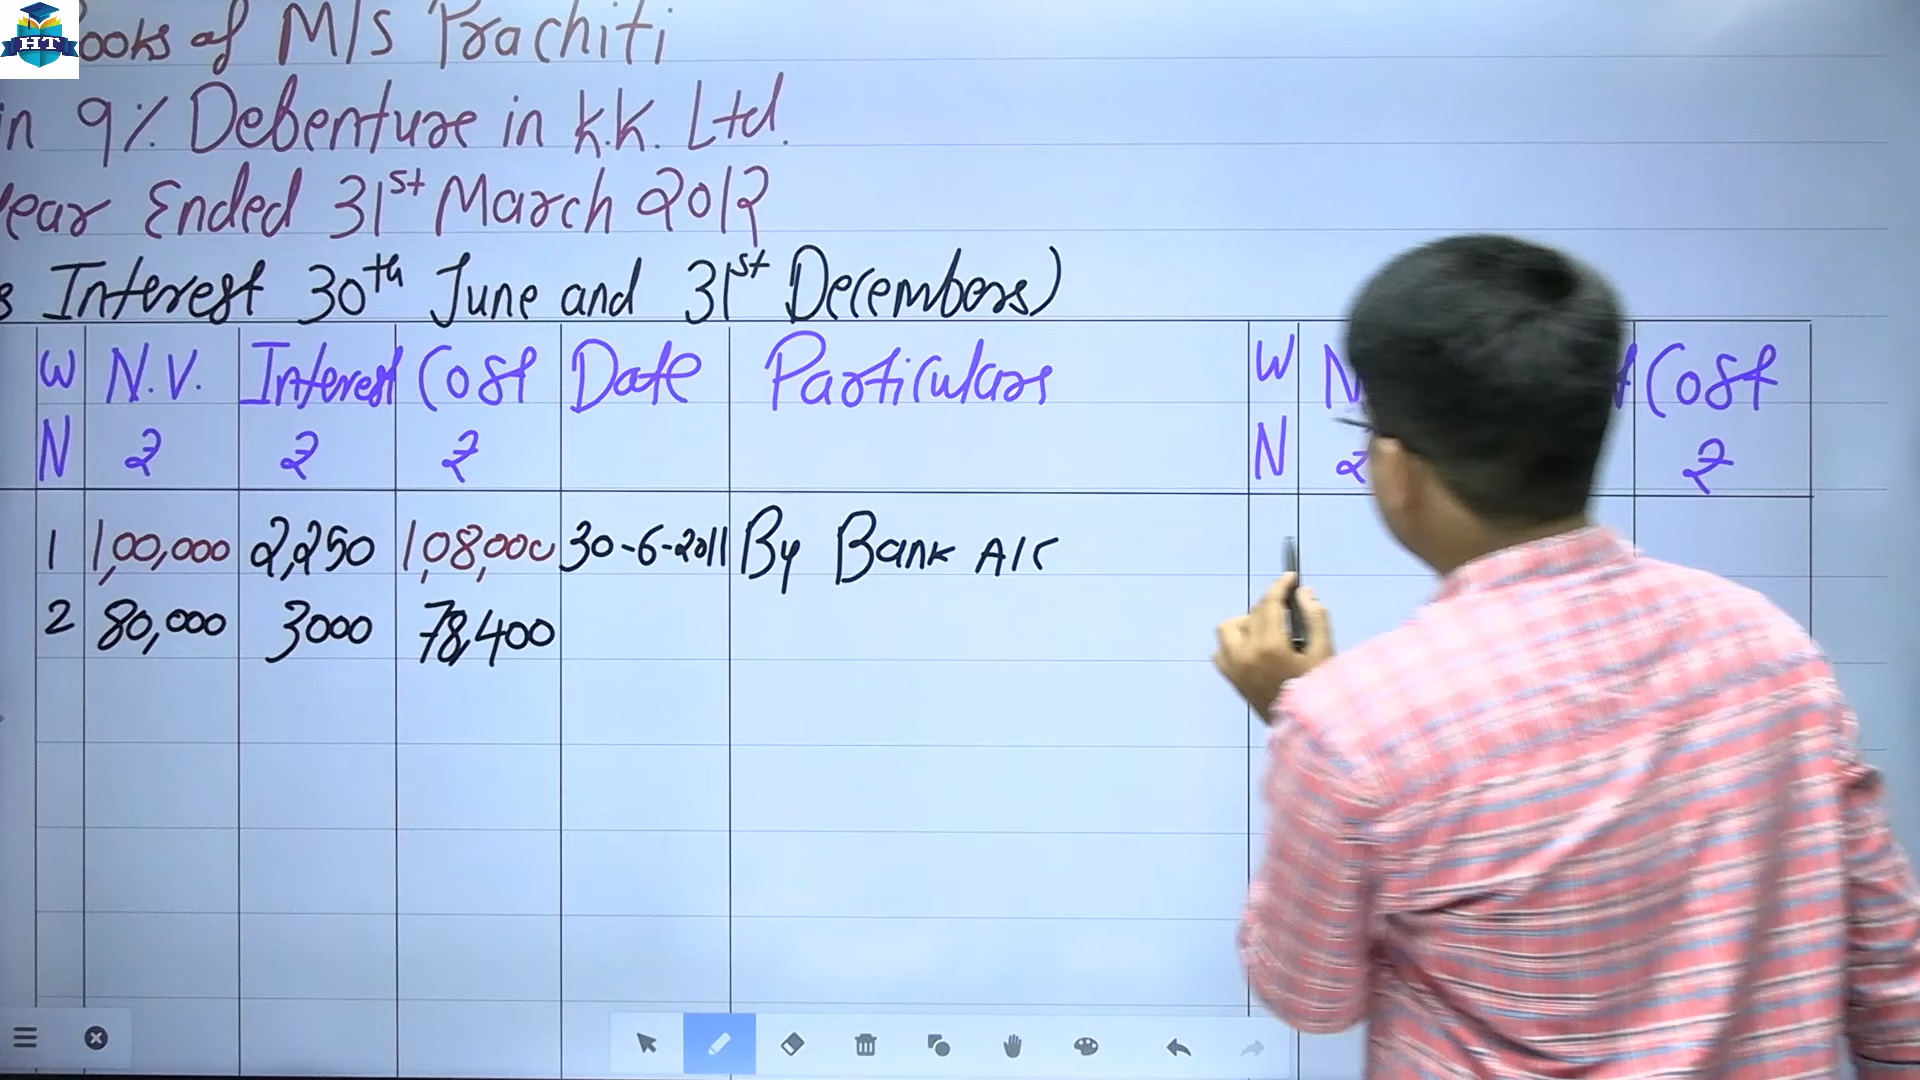 HT
ooks of M/S Prachiti
in 9% Debenture in K.K. Ltd.
Year Ended 31st March 2012
s Interest 30th June and 31st Decembers)
W N N.V. ₹ Interest ₹ Cost ₹ Date Particulars W N N ₹ Cost ₹
1 1,00,000 2,250 1,08,000 30-6-2011 By Bank A/c
2 80,000 3000 78,400